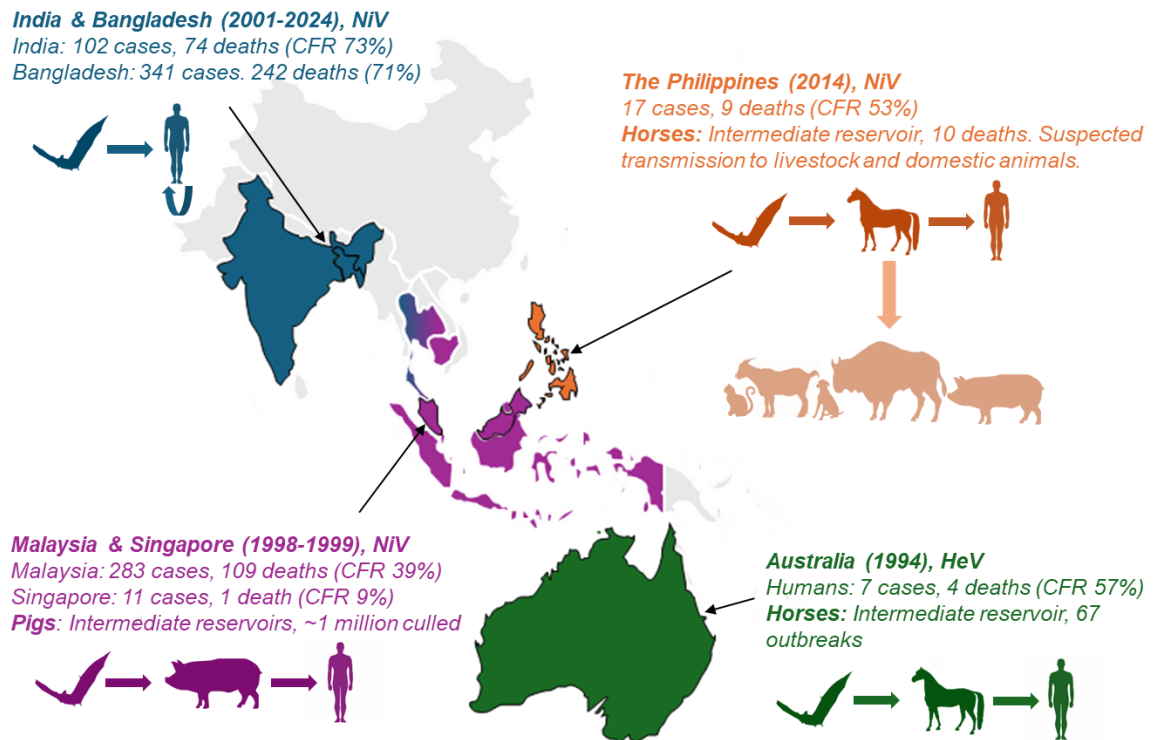 India & Bangladesh (2001-2024), NiV
India: 102 cases, 74 deaths (CFR 73%)
Bangladesh: 341 cases. 242 deaths (71%)
The Philippines (2014), NiV
17 cases, 9 deaths (CFR 53%)
Horses: Intermediate reservoir, 10 deaths. Suspected
transmission to livestock and domestic animals.
Malaysia & Singapore (1998-1999), NiV
Malaysia: 283 cases, 109 deaths (CFR 39%)
Singapore: 11 cases, 1 death (CFR 9%)
Pigs: Intermediate reservoirs, ~1 million culled
Australia (1994), HeV
Humans: 7 cases, 4 deaths (CFR 57%)
Horses: Intermediate reservoir, 67
outbreaks